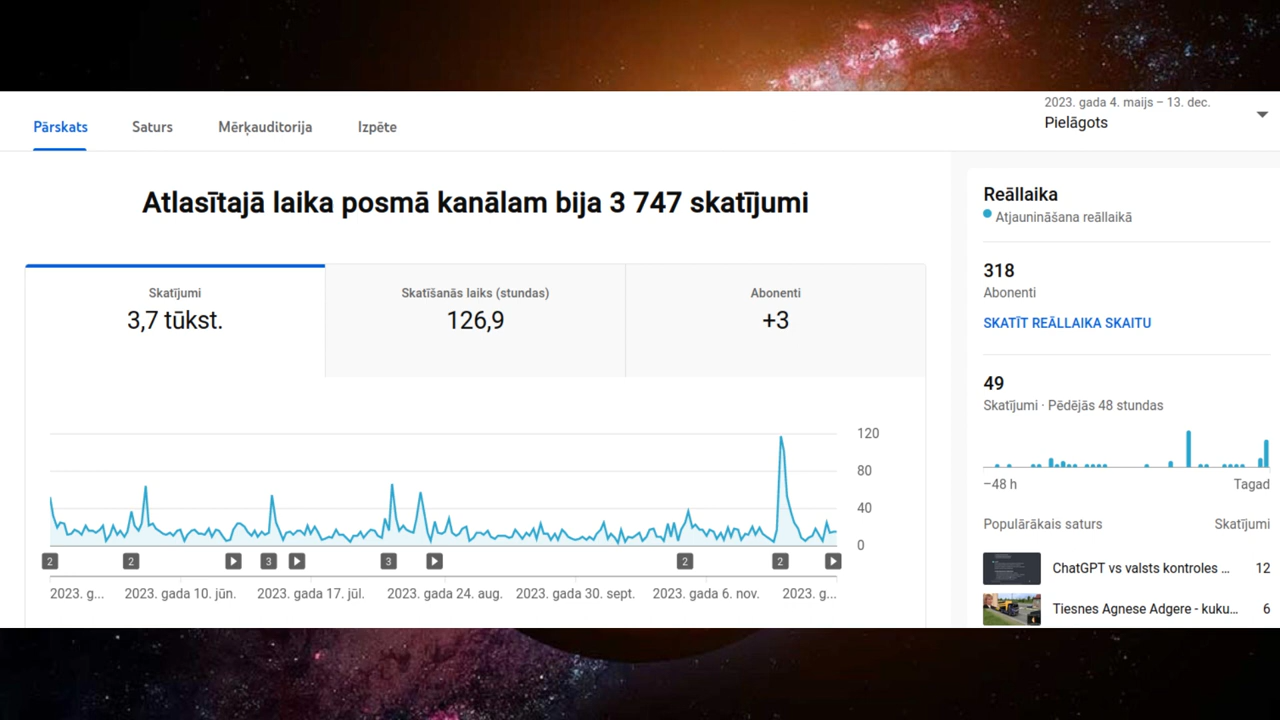 2023. gada 4. maijs – 13. dec.
Pārskats Saturs Mērķauditorija Izpēte
Pielāgots
Atlasītajā laika posmā kanālam bija 3 747 skatījumi
Skatījumi
3,7 tūkst.
Skatīšanās laiks (stundas)
126,9
Abonenti
+3
120
80
40
0
2 2 3 3 2 2
2023. g... 2023. gada 10. jūn. 2023. gada 17. jūl. 2023. gada 24. aug. 2023. gada 30. sept. 2023. gada 6. nov. 2023. g...
Reāllaika
Atjaunināšana reāllaikā
318
Abonenti
SKATĪT REĀLLAIKA SKAITU
49
Skatījumi · Pēdējās 48 stundas
–48 h Tagad
Populārākais saturs Skatījumi
ChatGPT vs valsts kontroles ... 12
Tiesnes Agnese Adgere - kuku... 6